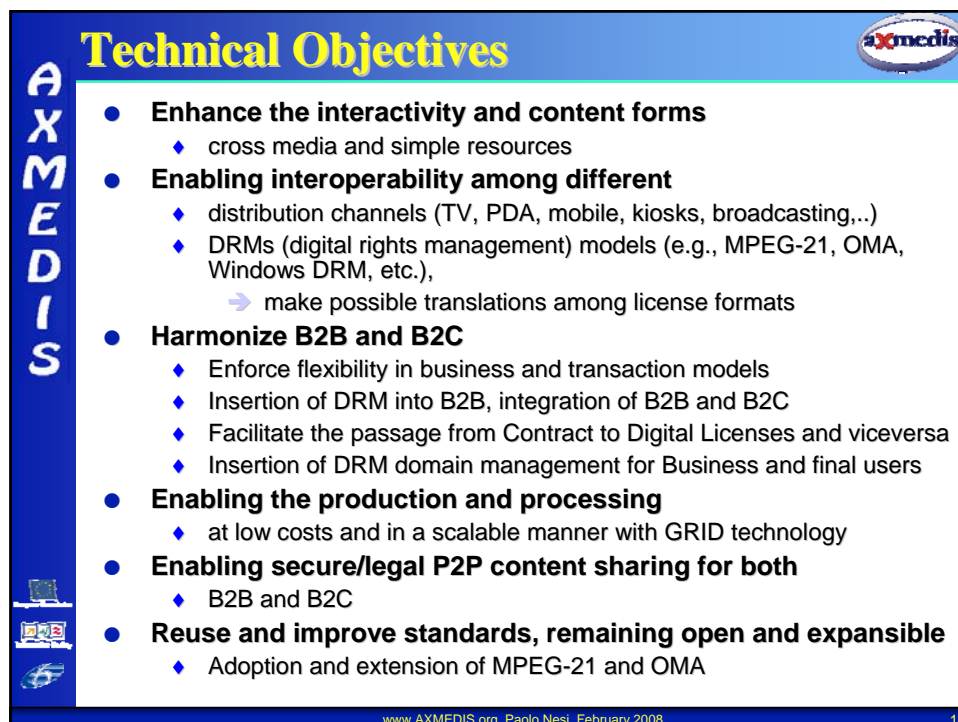 Technical Objectives
axmedis
AXMEDIS
Enhance the interactivity and content forms
cross media and simple resources
Enabling interoperability among different
distribution channels (TV, PDA, mobile, kiosks, broadcasting,..)
DRMs (digital rights management) models (e.g., MPEG-21, OMA,
Windows DRM, etc.),
make possible translations among license formats
Harmonize B2B and B2C
Enforce flexibility in business and transaction models
Insertion of DRM into B2B, integration of B2B and B2C
Facilitate the passage from Contract to Digital Licenses and viceversa
Insertion of DRM domain management for Business and final users
Enabling the production and processing
at low costs and in a scalable manner with GRID technology
Enabling secure/legal P2P content sharing for both
B2B and B2C
Reuse and improve standards, remaining open and expansible
Adoption and extension of MPEG-21 and OMA
www.AXMEDIS.org, Paolo Nesi, February 2008